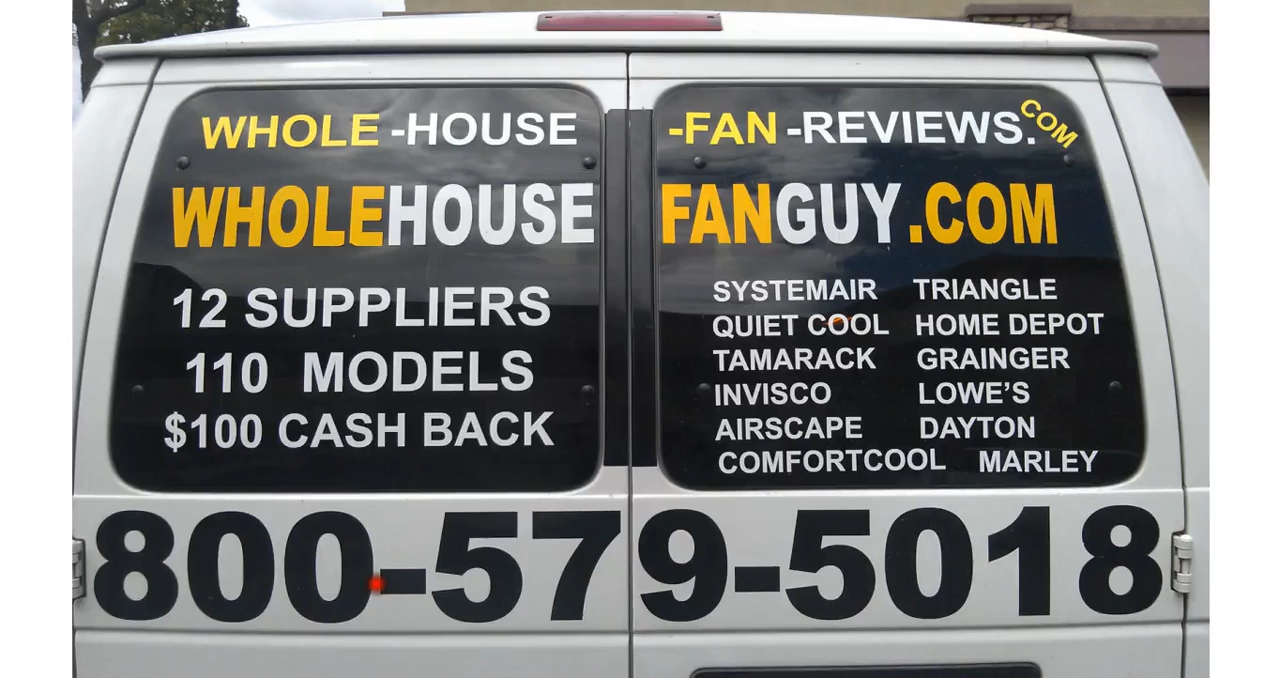 WHOLE -HOUSE -FAN -REVIEWS.COM
WHOLEHOUSE FANGUY.COM
12 SUPPLIERS
110 MODELS
$100 CASH BACK
SYSTEMAIR TRIANGLE
QUIET COOL HOME DEPOT
TAMARACK GRAINGER
INVISCO LOWE'S
AIRSCAPE DAYTON
COMFORTCOOL MARLEY
800-579-5018